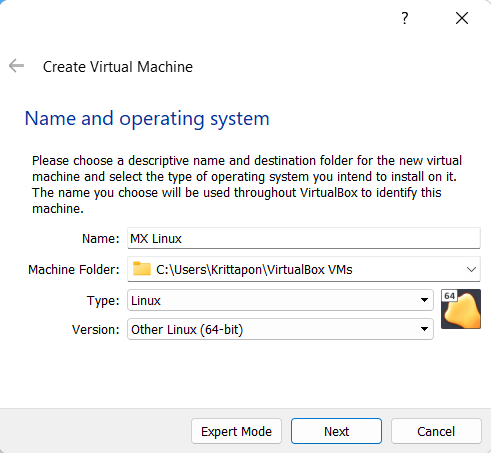 ?
Create Virtual Machine
Name and operating system
Please choose a descriptive name and destination folder for the new virtual
machine and select the type of operating system you intend to install on it.
The name you choose will be used throughout VirtualBox to identify this
machine.
Name: MX Linux
Machine Folder: C:\Users\Krittapon\VirtualBox VMs
Type: Linux
64
Version: Other Linux (64-bit)
Expert Mode Next Cancel